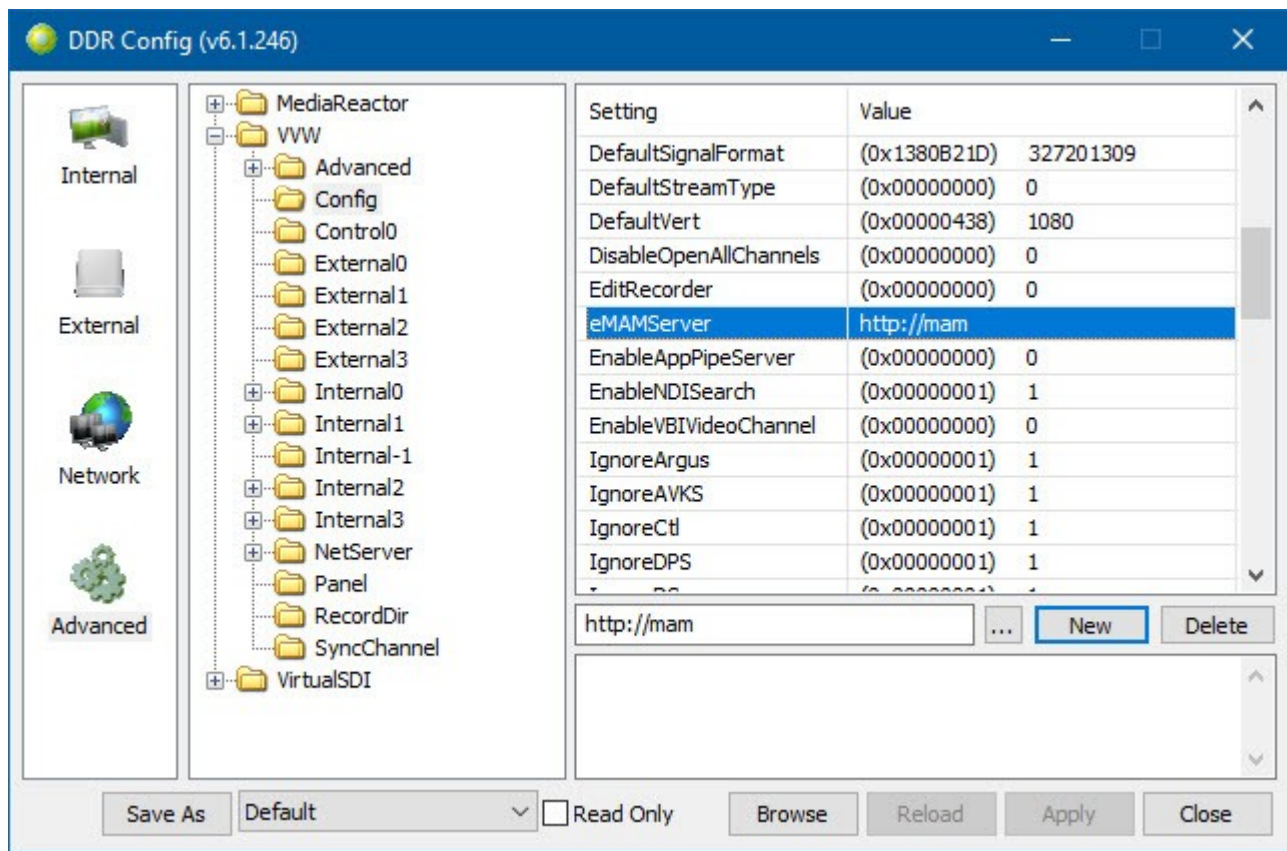 DDR Config (v6.1.246)
Internal
External
Network
Advanced
MediaReactor
VVW
Advanced
Config
Control0
External0
External1
External2
External3
Internal0
Internal1
Internal-1
Internal2
Internal3
NetServer
Panel
RecordDir
SyncChannel
VirtualSDI
Setting Value
DefaultSignalFormat (0x1380B21D) 327201309
DefaultStreamType (0x00000000) 0
DefaultVert (0x00000438) 1080
DisableOpenAllChannels (0x00000000) 0
EditRecorder (0x00000000) 0
eMAMServer http://mam
EnableAppPipeServer (0x00000000) 0
EnableNDISearch (0x00000001) 1
EnableVBIVideoChannel (0x00000000) 0
IgnoreArgus (0x00000001) 1
IgnoreAVKS (0x00000001) 1
IgnoreCtl (0x00000001) 1
IgnoreDPS (0x00000001) 1
http://mam ... New Delete
Save As Default Read Only Browse Reload Apply Close